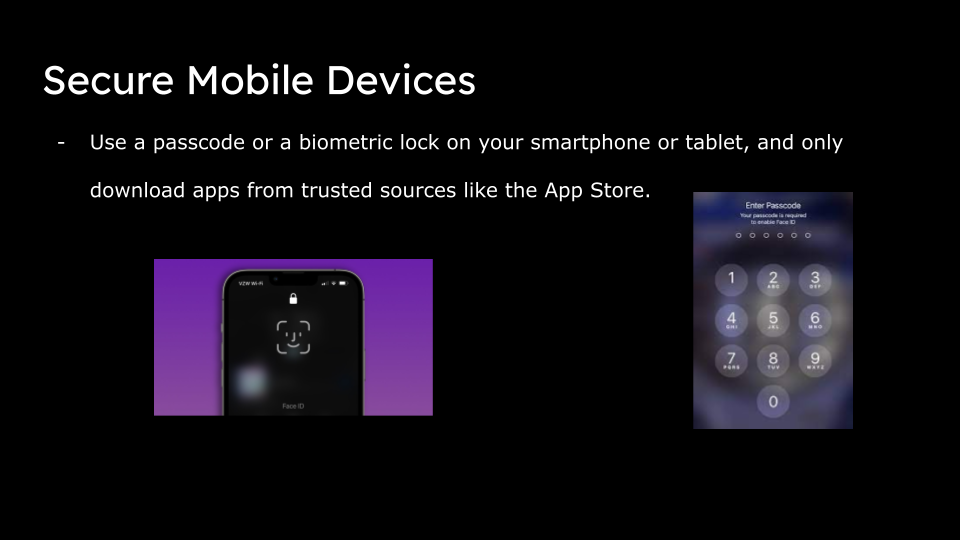 Secure Mobile Devices
- Use a passcode or a biometric lock on your smartphone or tablet, and only
download apps from trusted sources like the App Store.
Enter Passcode
Your passcode is required
to enable Face ID
1 2 3
ABC DEF
4 5 6
GHI JKL MNO
7 8 9
PQRS TUV WXYZ
0
VZW Wi-Fi
Face ID